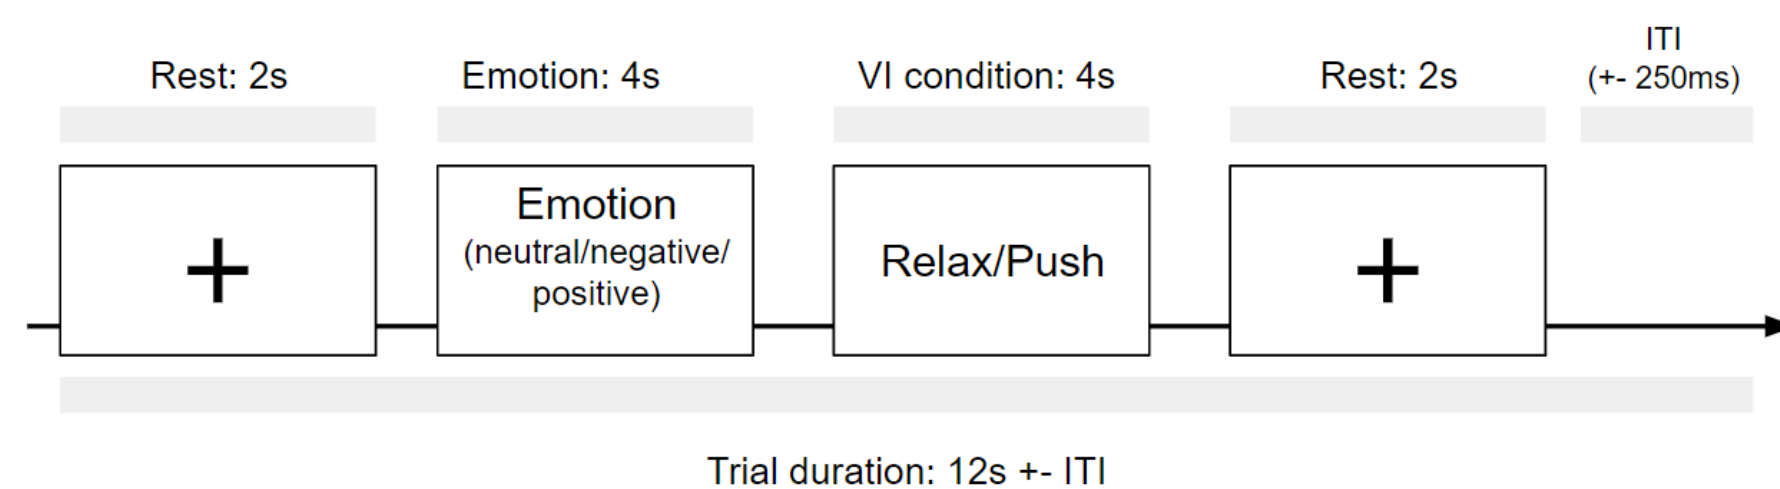 Rest: 2s
Emotion: 4s
VI condition: 4s
Rest: 2s
ITI
(+- 250ms)
Emotion
(neutral/negative/
positive)
Relax/Push
Trial duration: 12s +- ITI